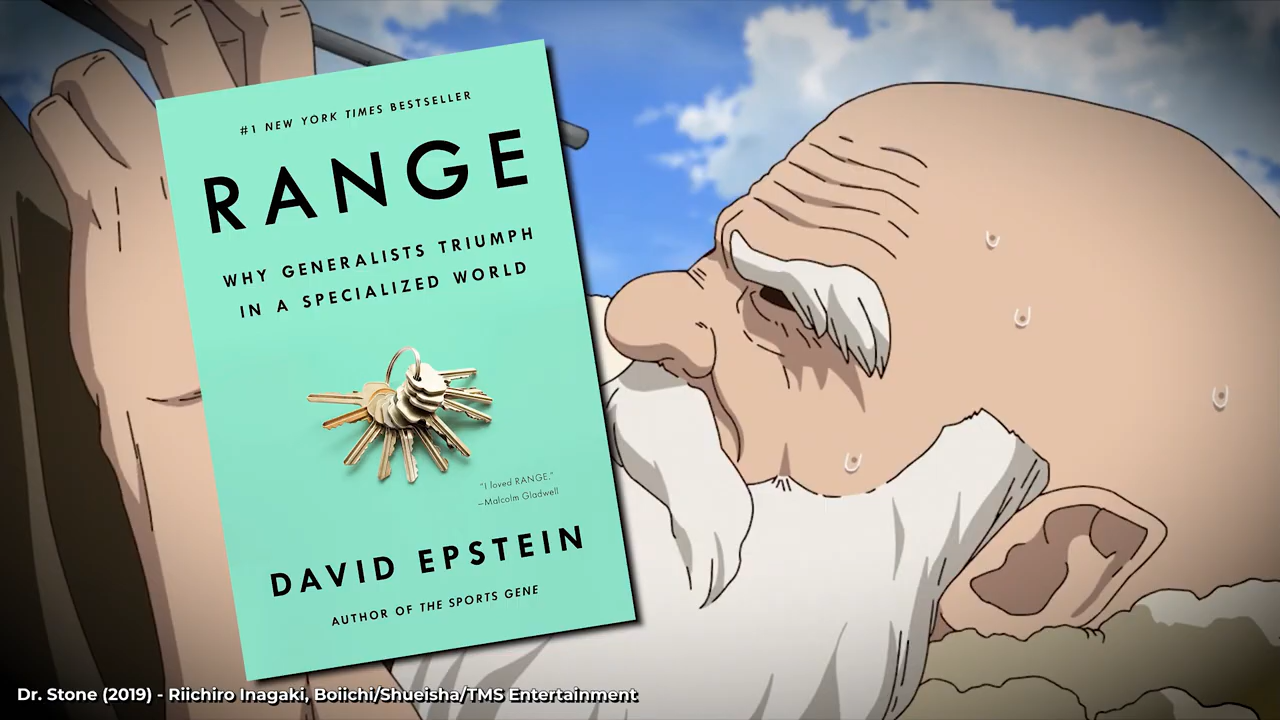 #1 NEW YORK TIMES BESTSELLER
RANGE
WHY GENERALISTS TRIUMPH
IN A SPECIALIZED WORLD
"I loved RANGE."
—Malcolm Gladwell
DAVID EPSTEIN
AUTHOR OF THE SPORTS GENE
Dr. Stone (2019) - Riichiro Inagaki, Boiichi/Shueisha/TMS Entertainment